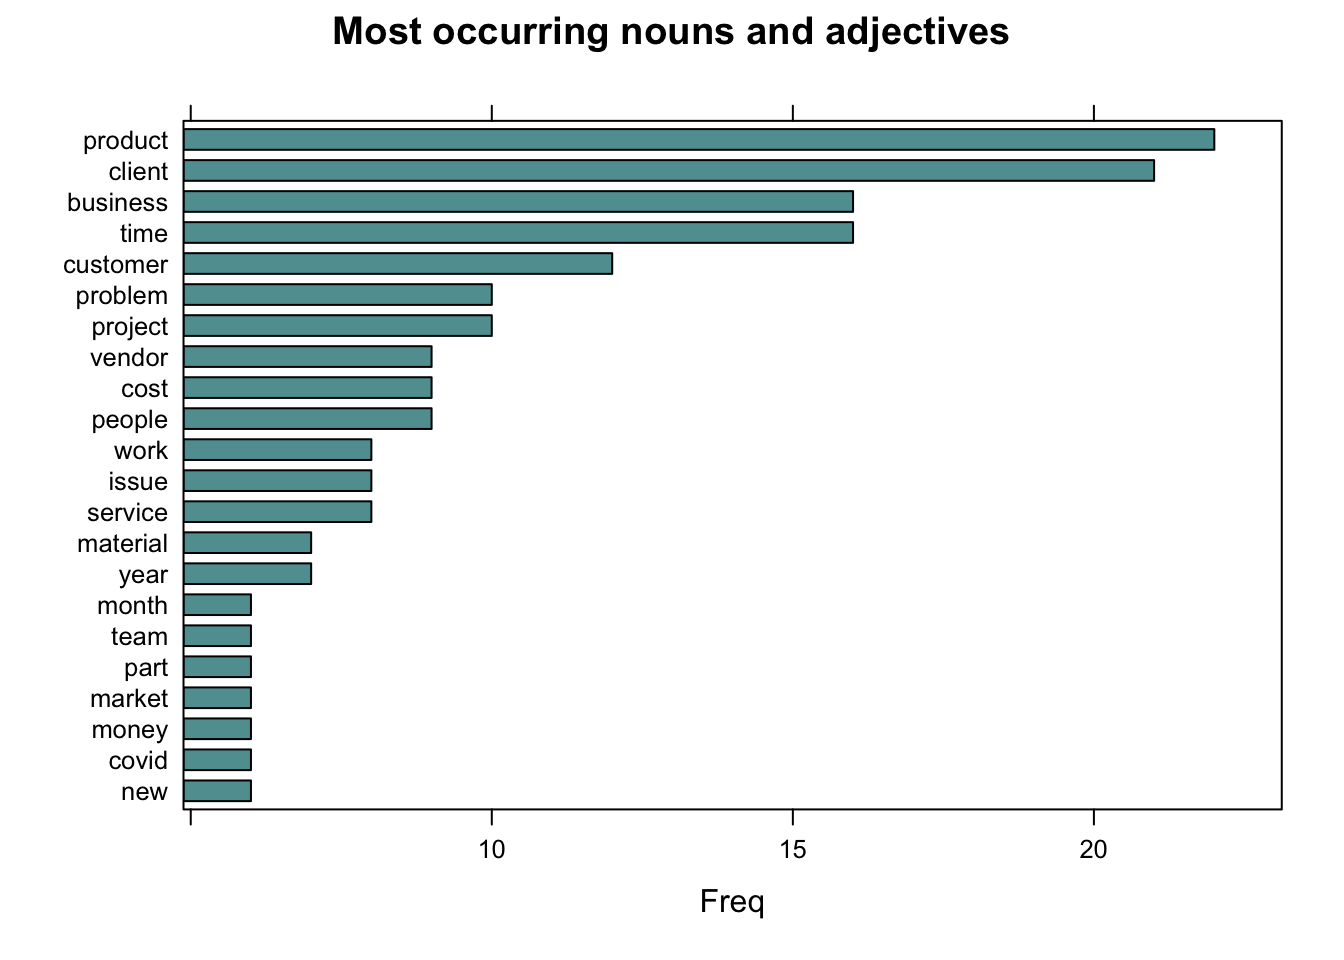 Most occurring nouns and adjectives
product
client
business
time
customer
problem
project
vendor
cost
people
work
issue
service
material
year
month
team
part
market
money
covid
new
10 15 20
Freq